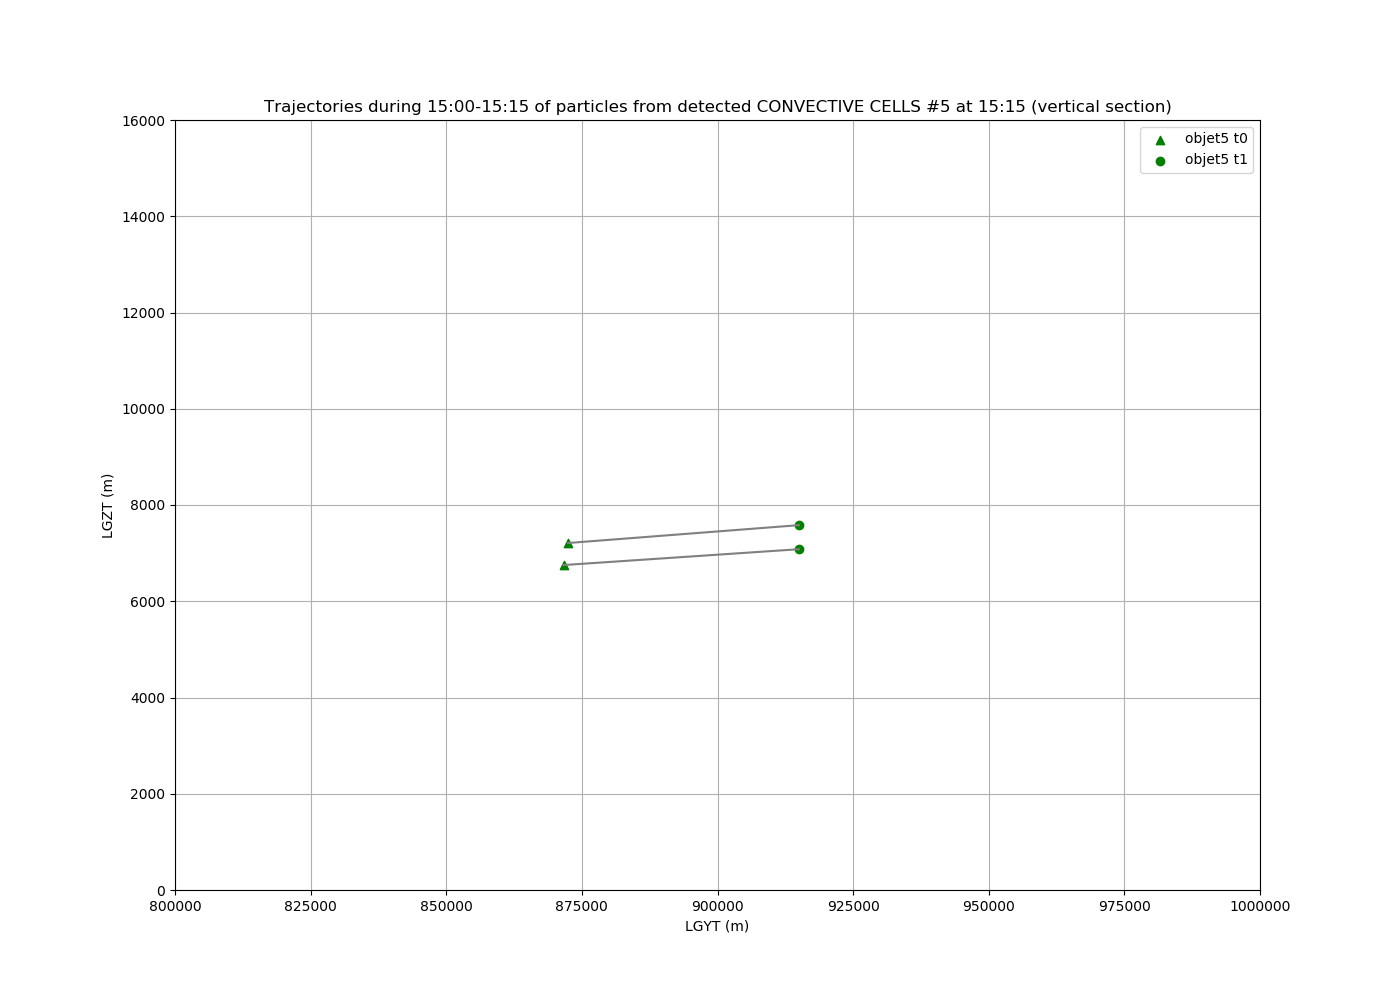 Trajectories during 15:00-15:15 of particles from detected CONVECTIVE CELLS #5 at 15:15 (vertical section)
objet5 t0
objet5 t1
16000
14000
12000
10000
8000
6000
4000
2000
0
LGZT (m)
800000 825000 850000 875000 900000 925000 950000 975000 1000000
LGYT (m)